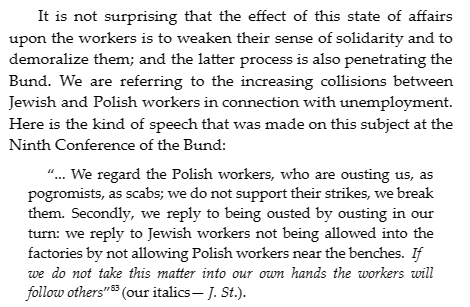 It is not surprising that the effect of this state of affairs
upon the workers is to weaken their sense of solidarity and to
demoralize them; and the latter process is also penetrating the
Bund. We are referring to the increasing collisions between
Jewish and Polish workers in connection with unemployment.
Here is the kind of speech that was made on this subject at the
Ninth Conference of the Bund:
"... We regard the Polish workers, who are ousting us, as
pogromists, as scabs; we do not support their strikes, we break
them. Secondly, we reply to being ousted by ousting in our
turn: we reply to Jewish workers not being allowed into the
factories by not allowing Polish workers near the benches. If
we do not take this matter into our own hands the workers will
follow others"⁸³ (our italics— J. St.).